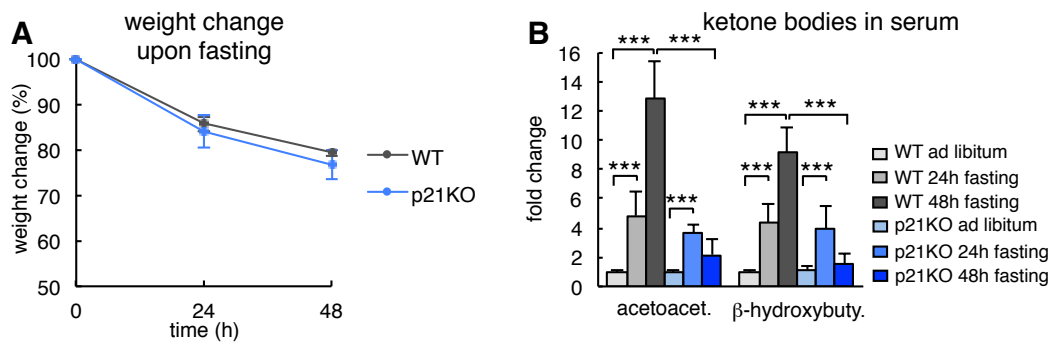 A
weight change
upon fasting
weight change (%)
100
90
80
70
60
50
0
24
48
time (h)
WT
p21KO
B
ketone bodies in serum
fold change
16
14
12
10
8
6
4
2
0
***
***
***
***
***
***
***
***
acetoacet.
β-hydroxybuty.
WT ad libitum
WT 24h fasting
WT 48h fasting
p21KO ad libitum
p21KO 24h fasting
p21KO 48h fasting